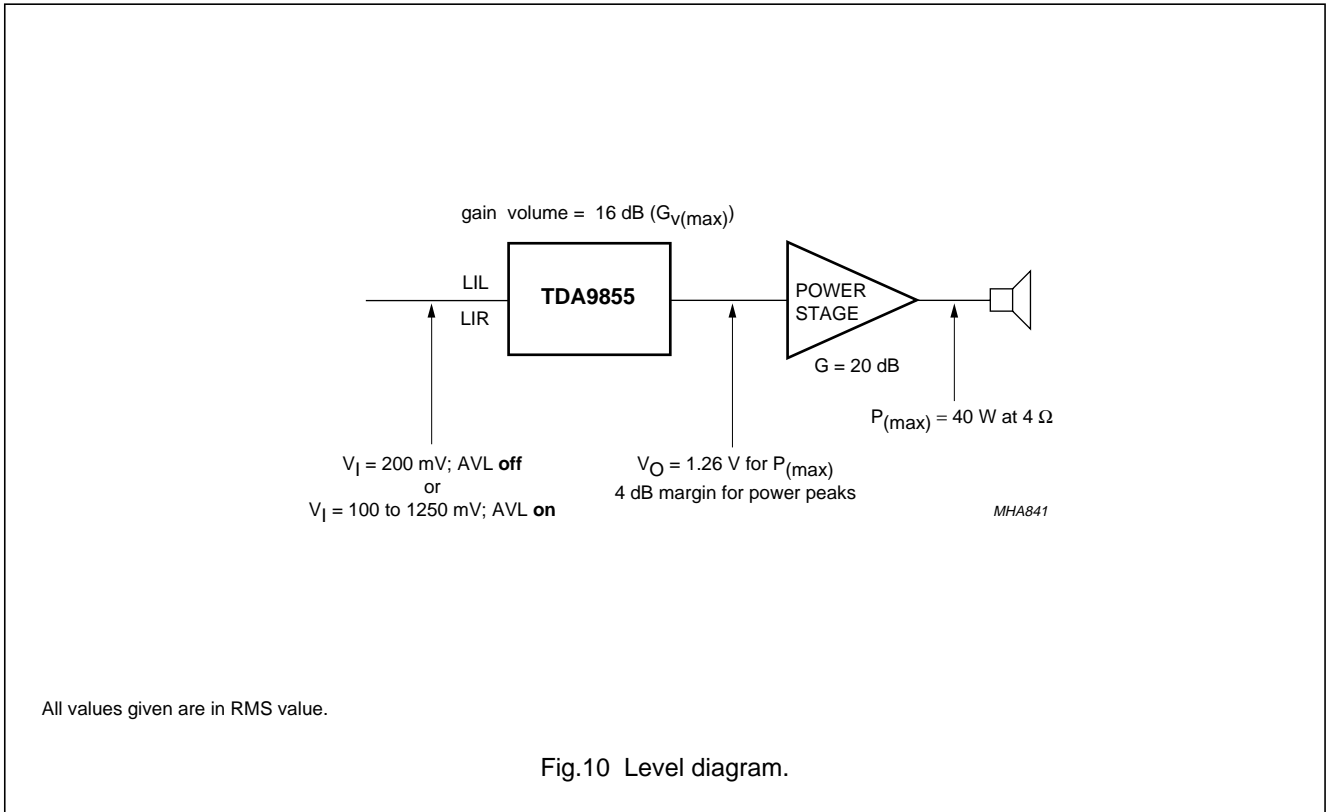 gain volume = 16 dB (Gv(max))
LIL
LIR
TDA9855
POWER
STAGE
G = 20 dB
P(max) = 40 W at 4 Ω
VI = 200 mV; AVL off
or
VI = 100 to 1250 mV; AVL on
VO = 1.26 V for P(max)
4 dB margin for power peaks
MHA841
All values given are in RMS value.
Fig.10 Level diagram.